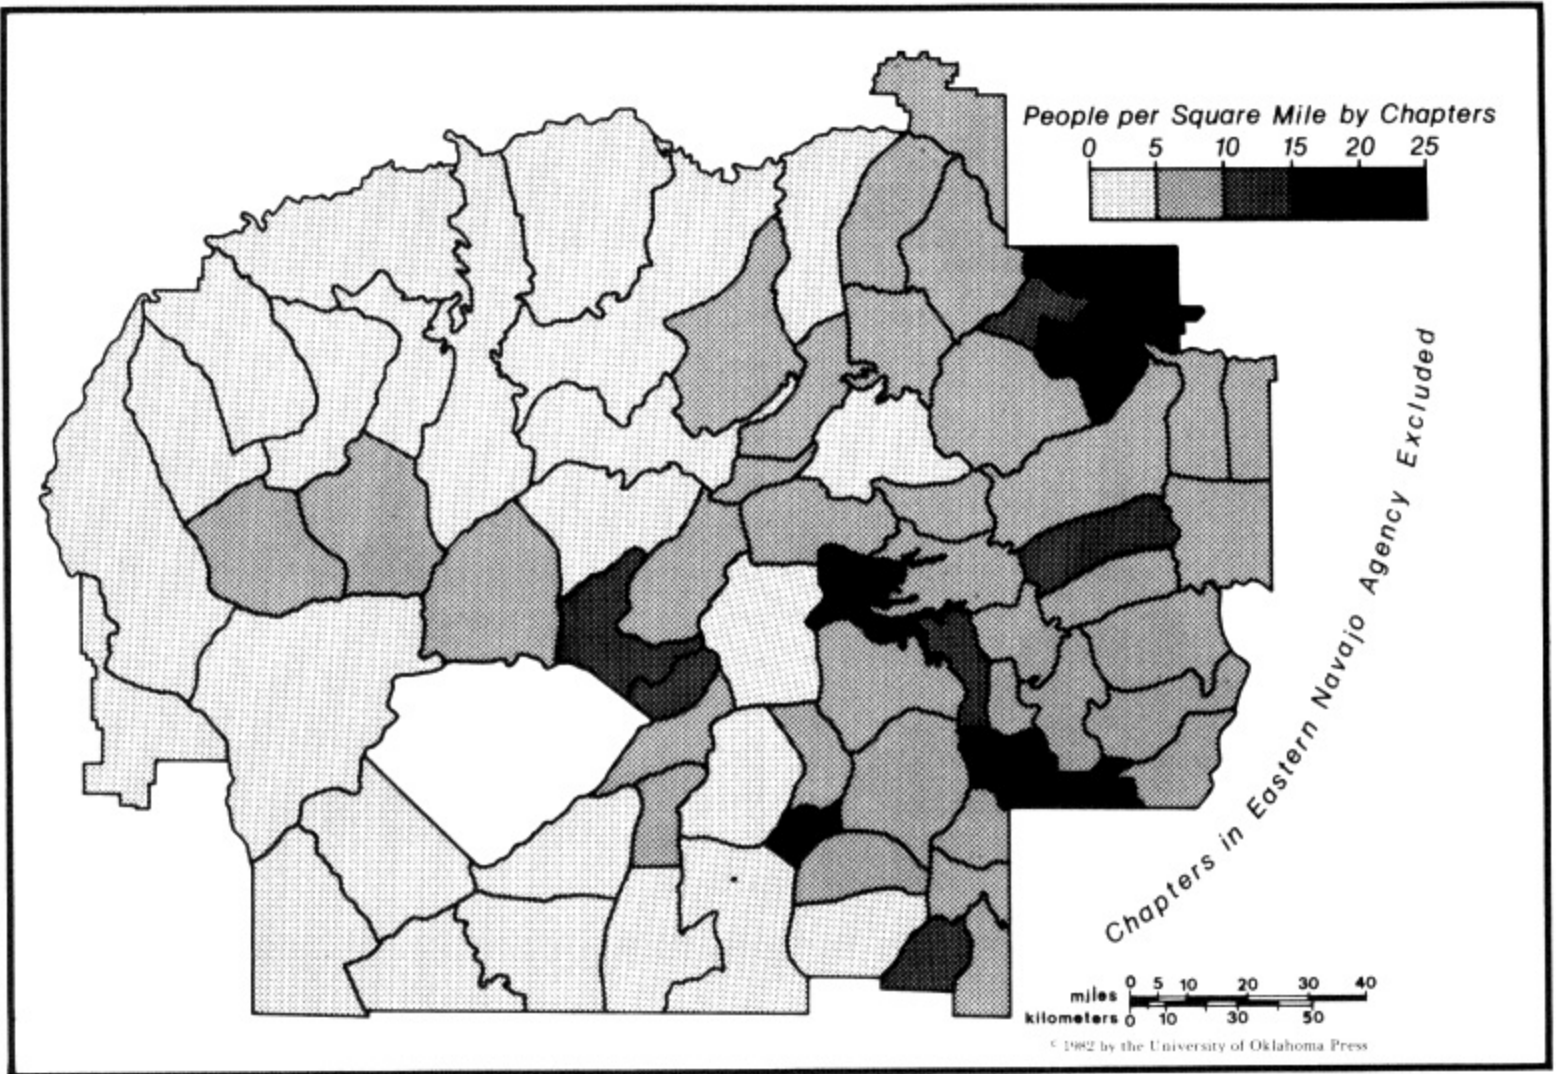 People per Square Mile by Chapters
0 5 10 15 20 25
Chapters in Eastern Navajo Agency Excluded
miles 0 5 10 20 30 40
kilometers 0 10 30 50
© 1982 by the University of Oklahoma Press